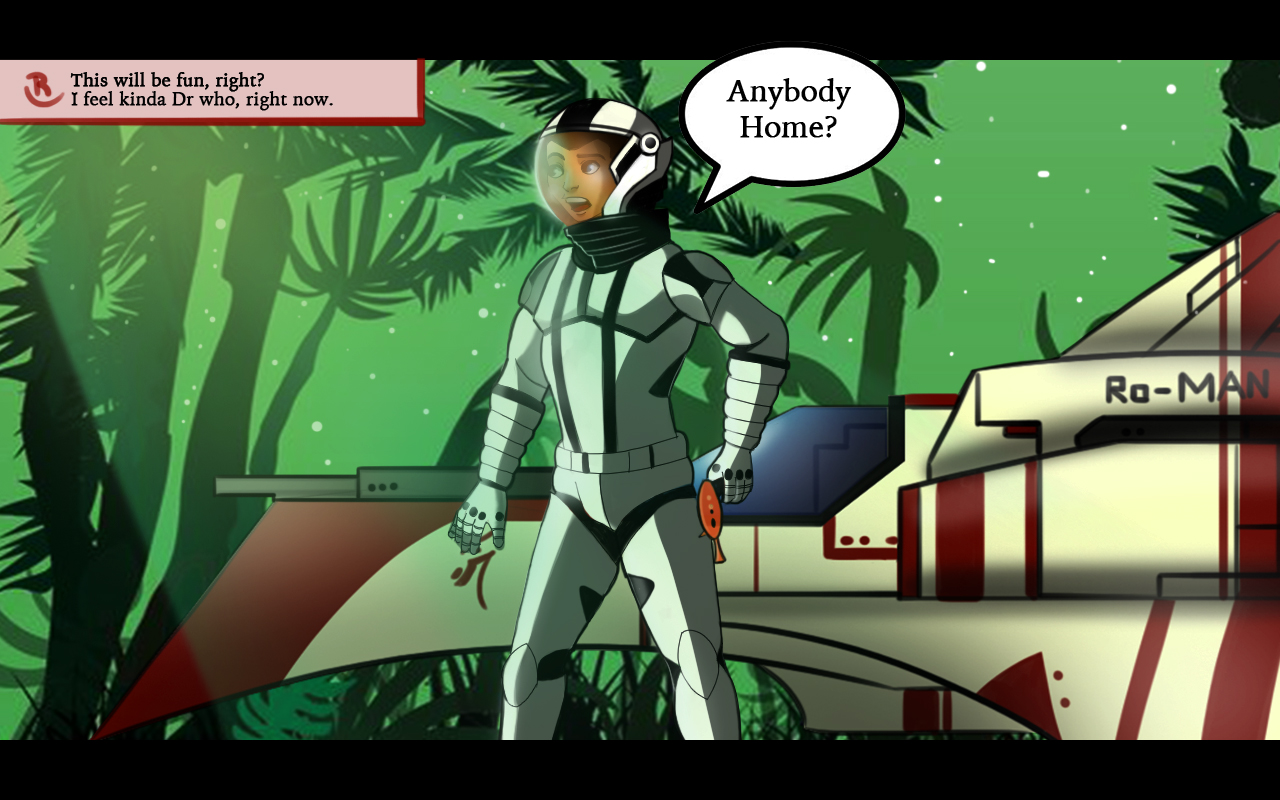 R
This will be fun, right?
I feel kinda Dr who, right now.
Anybody
Home?
Ro-MAN